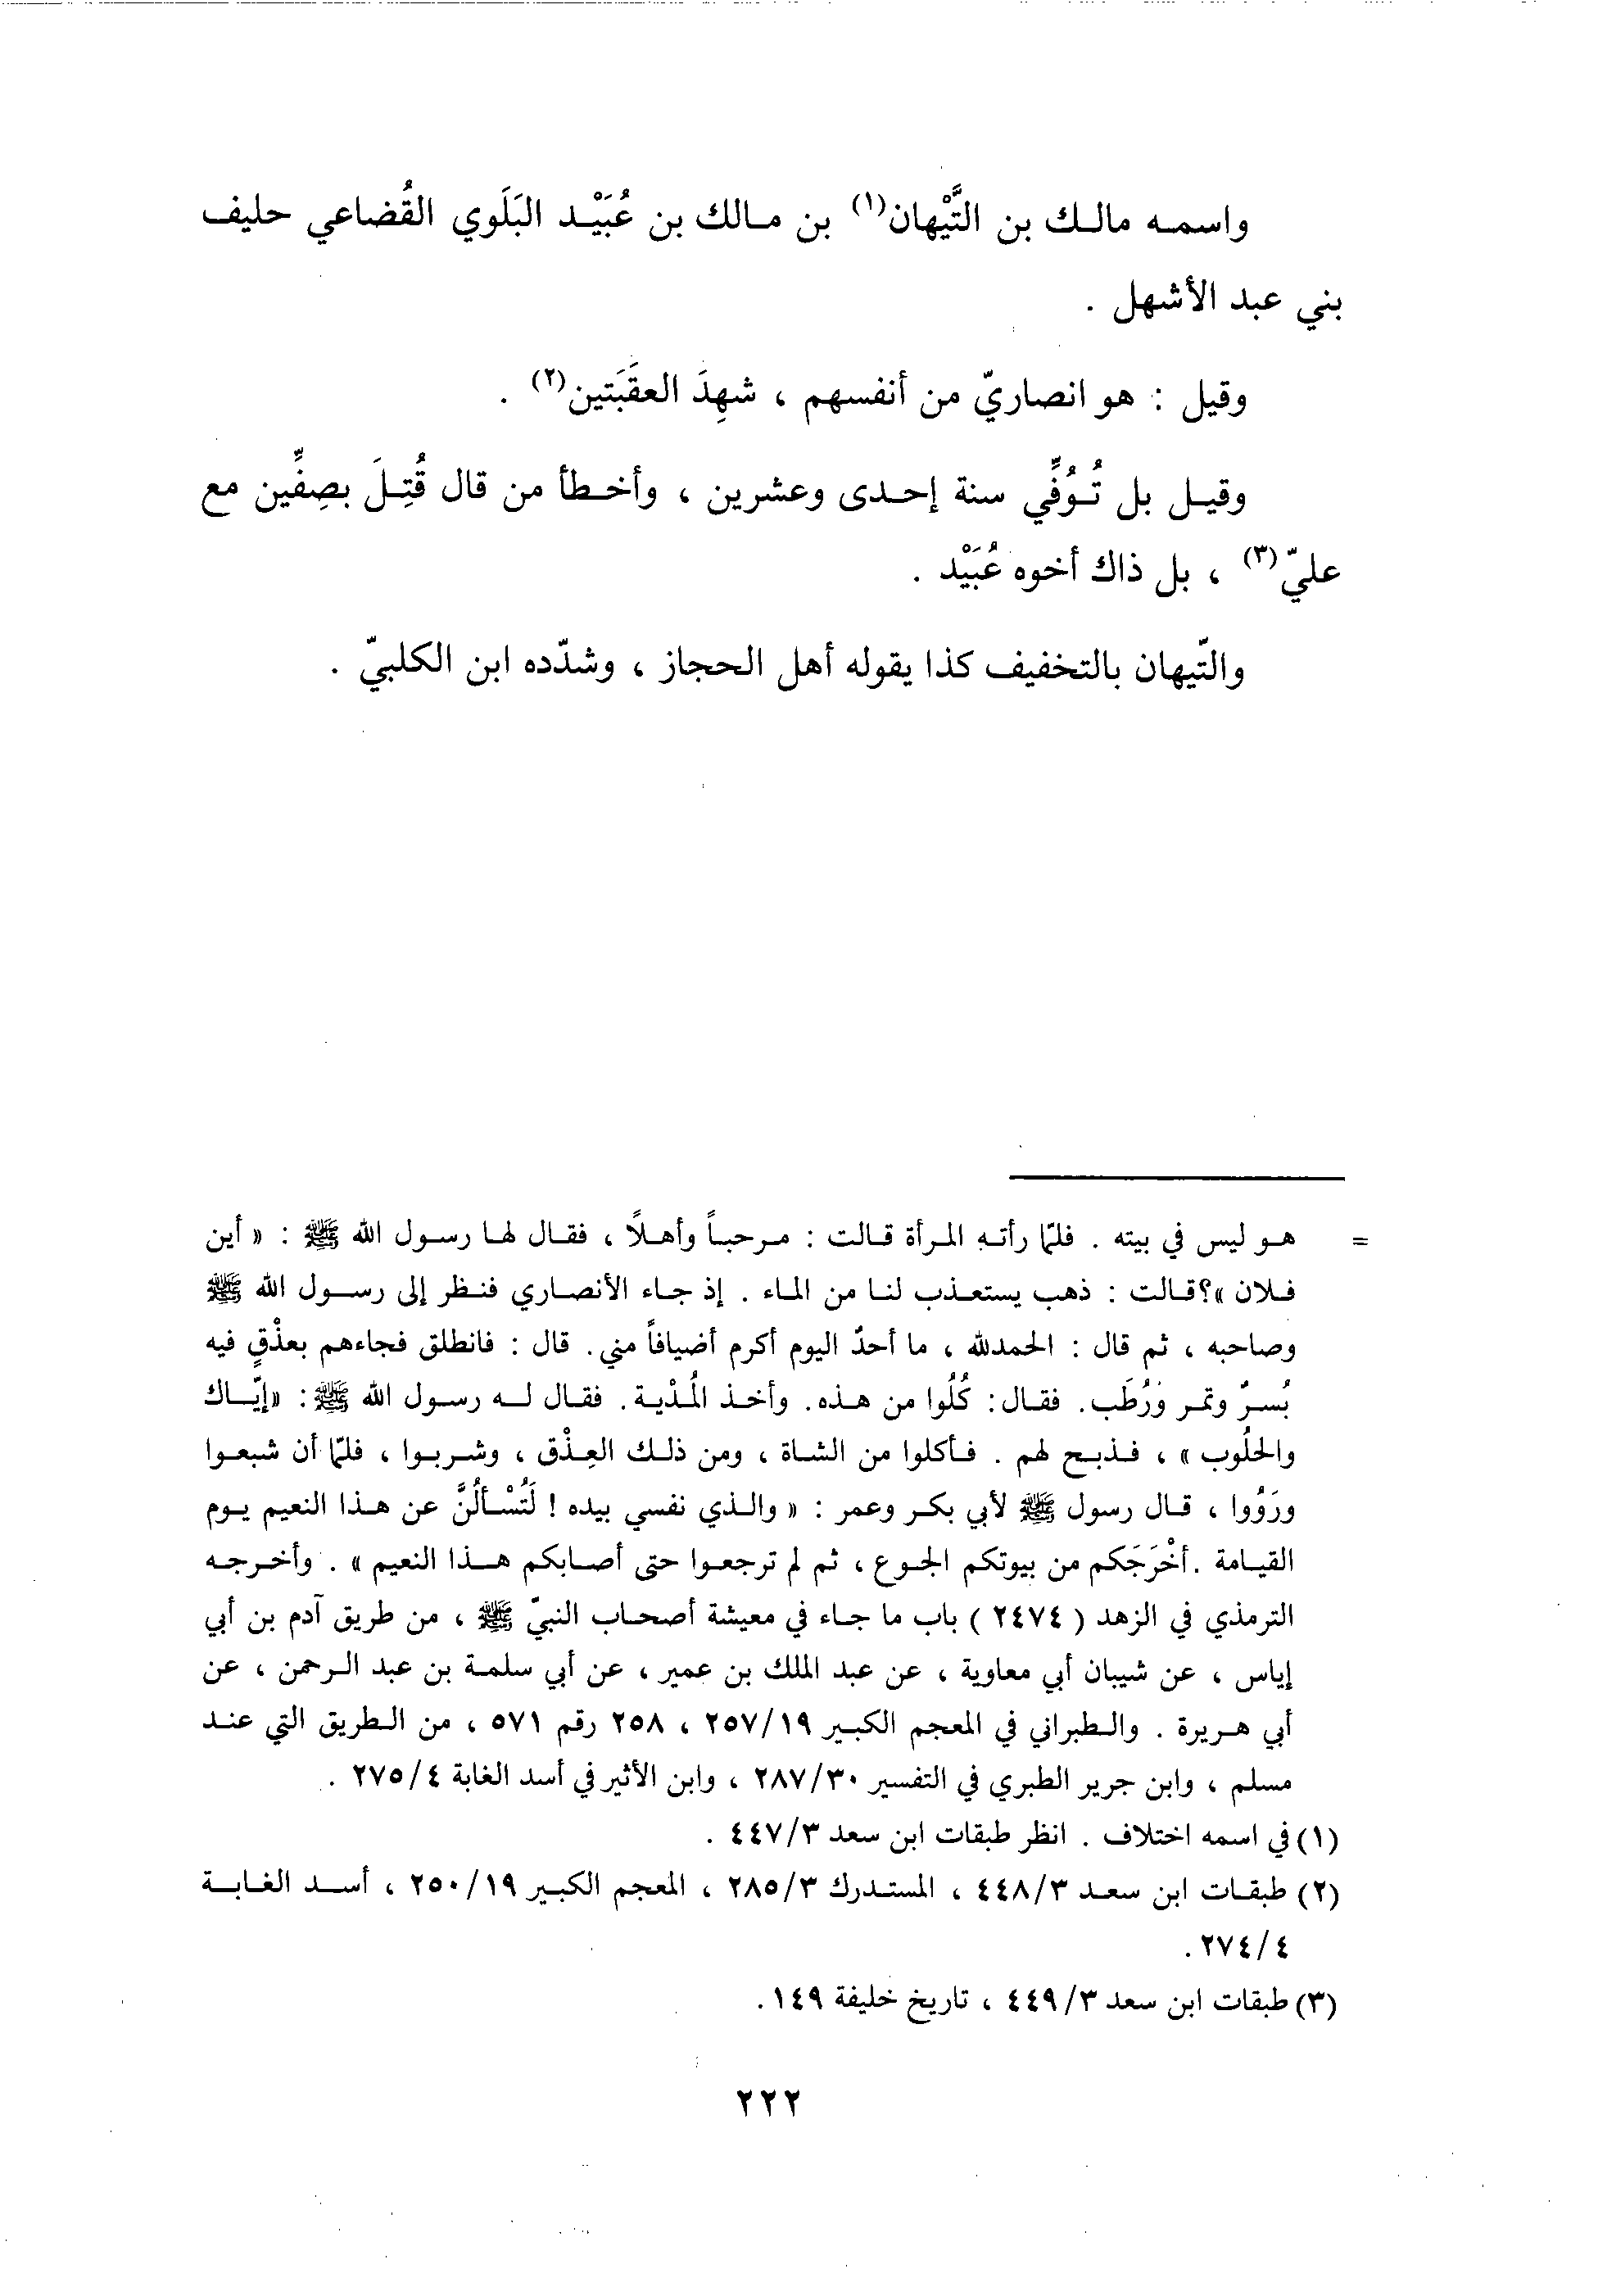 واسمه مالك بن التَّيْهان(١) بن مالك بن عُبَيْد البَلَوي القُضاعي حليف
بني عبد الأشهل .
وقيل : هو انصاريّ من أنفسهم ، شهِدَ العقَبَتين(٢) .
وقيل بل تُوُفِّي سنة إحدى وعشرين ، وأخطأ من قال قُتِلَ بصِفِّين مع
عليّ(٣) ، بل ذاك أخوه عُبَيْد .
والتّيهان بالتخفيف كذا يقوله أهل الحجاز ، وشدّده ابن الكلبيّ .
= هو ليس في بيته . فلمّا رأته المرأة قالت : مرحباً وأهلاً ، فقال لها رسول الله ﷺ : « أين
فلان »؟ قالت : ذهب يستعذب لنا من الماء . إذ جاء الأنصاري فنظر إلى رسول الله ﷺ
وصاحبه ، ثم قال : الحمدلله ، ما أحدٌ اليوم أكرم أضيافاً مني. قال : فانطلق فجاءهم بعذْقٍ فيه
بُسرٌ وتمر ورُطَب. فقال: كُلُوا من هذه. وأخذ المُدْية. فقال له رسول الله ﷺ: «إيّاك
والحلُوب » ، فذبح لهم . فأكلوا من الشاة ، ومن ذلك العِذْق ، وشربوا ، فلمّا أن شبعوا
ورَوُوا ، قال رسول ﷺ لأبي بكر وعمر : « والذي نفسي بيده ! لَتُسْألُنَّ عن هذا النعيم يوم
القيامة . أخْرَجَكم من بيوتكم الجوع ، ثم لم ترجعوا حتى أصابكم هذا النعيم » . وأخرجه
الترمذي في الزهد ( ٢٤٧٤ ) باب ما جاء في معيشة أصحاب النبيّ ﷺ ، من طريق آدم بن أبي
إياس ، عن شيبان أبي معاوية ، عن عبد الملك بن عمير ، عن أبي سلمة بن عبد الرحمن ، عن
أبي هريرة . والطبراني في المعجم الكبير ٢٥٧/١٩ ، ٢٥٨ رقم ٥٧١ ، من الطريق التي عند
مسلم ، وابن جرير الطبري في التفسير ٢٨٧/٣٠ ، وابن الأثير في أسد الغابة ٢٧٥/٤ .
(١) في اسمه اختلاف . انظر طبقات ابن سعد ٤٤٧/٣ .
(٢) طبقات ابن سعد ٤٤٨/٣ ، المستدرك ٢٨٥/٣ ، المعجم الكبير ٢٥٠/١٩ ، أسد الغابة
٢٧٤/٤ .
(٣) طبقات ابن سعد ٤٤٩/٣ ، تاريخ خليفة ١٤٩ .
٢٢٢